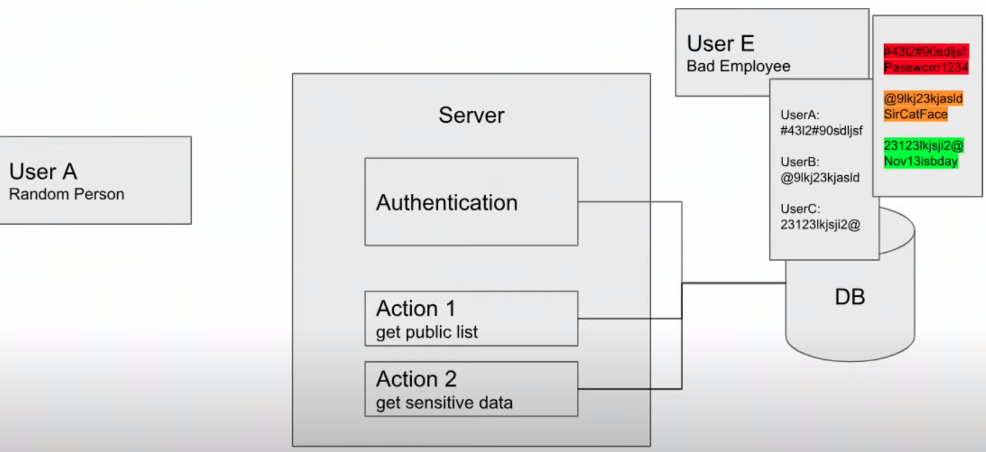 User A
Random Person
Server
Authentication
Action 1
get public list
Action 2
get sensitive data
User E
Bad Employee
UserA:
#43l2#90sdljsf
UserB:
@9lkj23kjasld
UserC:
23123lkjsji2@
#43l2#90sdljsf
Password1234
@9lkj23kjasld
SirCatFace
23123lkjsji2@
Nov13isbday
DB